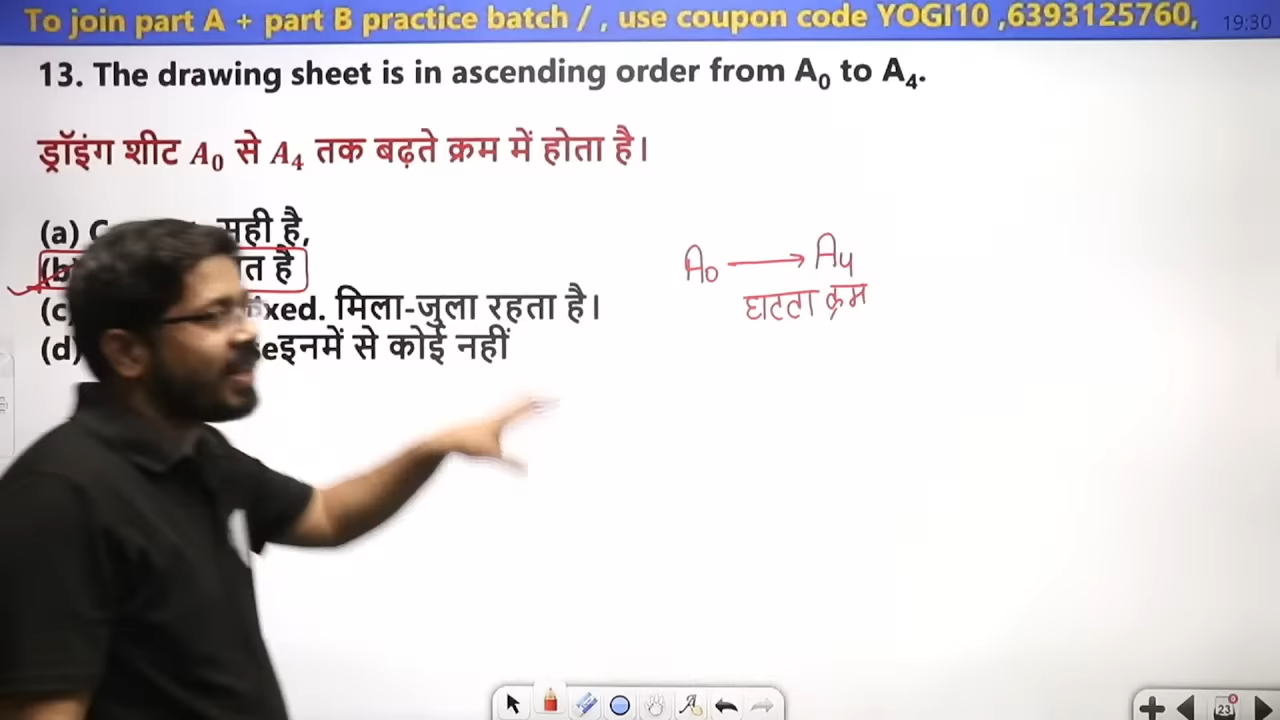 To join part A + part B practice batch / , use coupon code YOGI10 ,6393125760,
19:30
13. The drawing sheet is in ascending order from A₀ to A₄.
ड्रॉइंग शीट A₀ से A₄ तक बढ़ते क्रम में होता है।
(a) सही है,
(b) है
(c) मिला-जुला रहता है।
(d) इनमें से कोई नहीं
A₀ → A₄
घटता क्रम
23